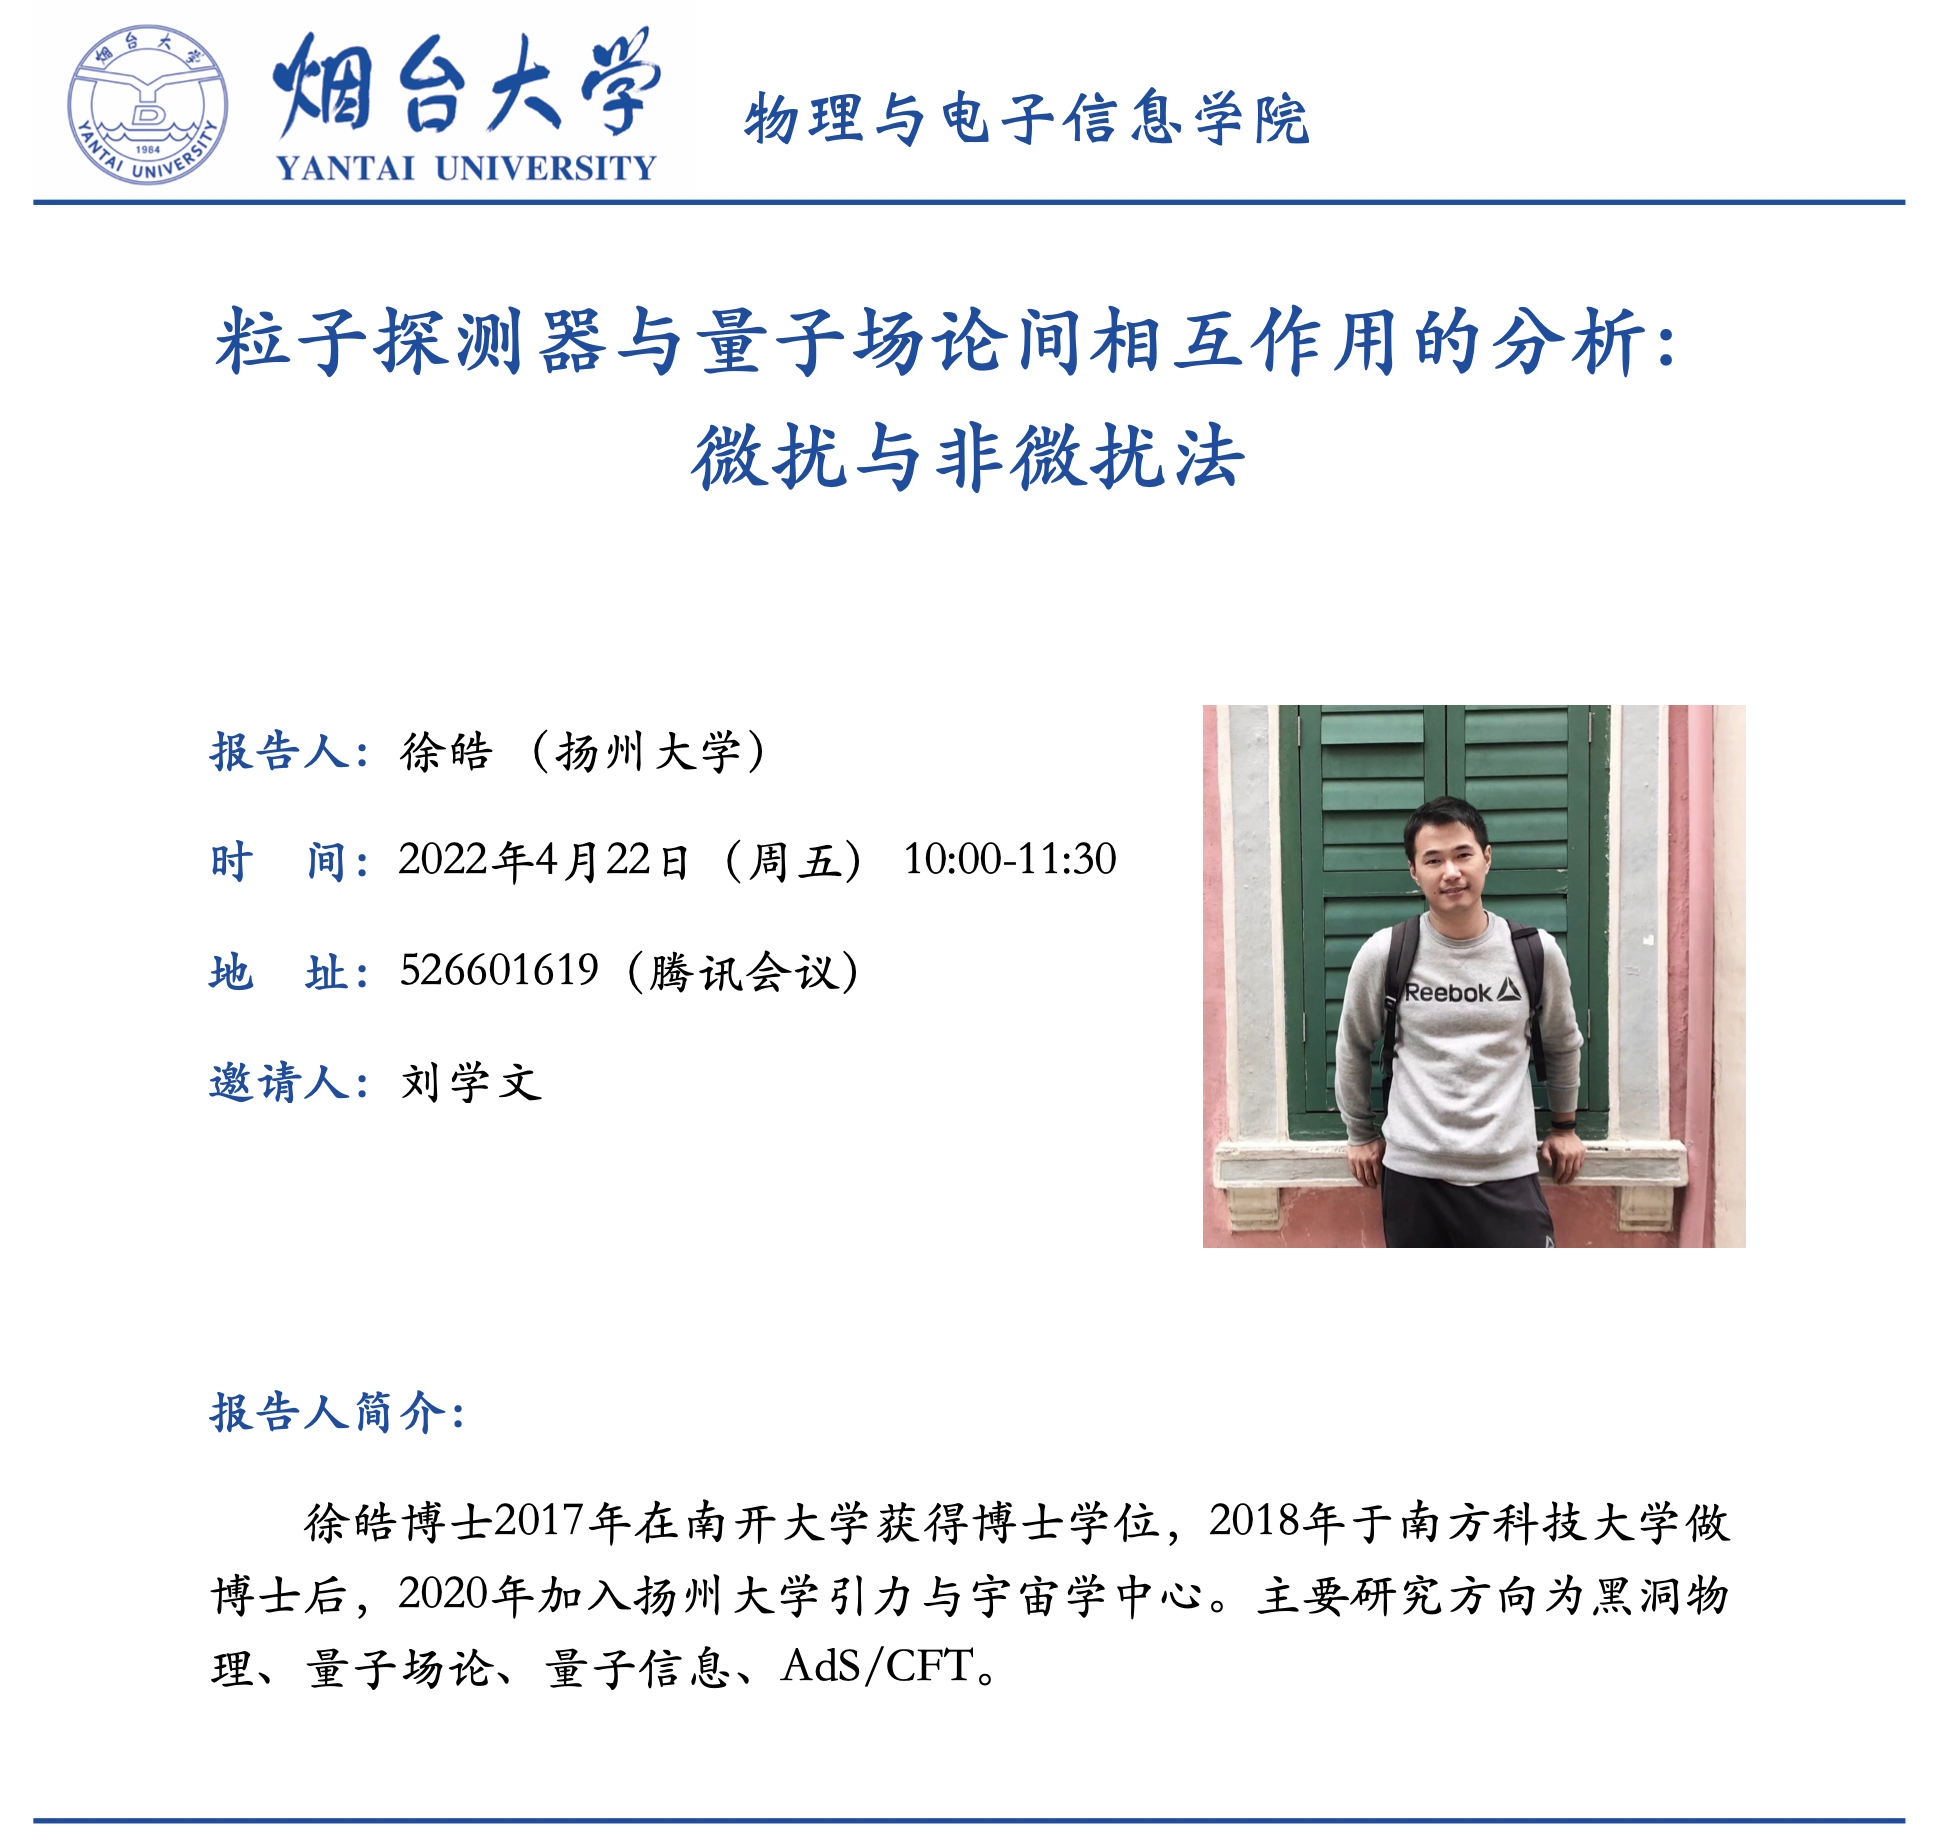 烟台大学
YANTAI UNIVERSITY
1984
烟台大学
YANTAI UNIVERSITY
物理与电子信息学院
粒子探测器与量子场论间相互作用的分析：
微扰与非微扰法
报告人：徐皓（扬州大学）
时 间：2022年4月22日（周五） 10:00-11:30
地 址：526601619（腾讯会议）
邀请人：刘学文
Reebok
报告人简介：
徐皓博士2017年在南开大学获得博士学位，2018年于南方科技大学做
博士后，2020年加入扬州大学引力与宇宙学中心。主要研究方向为黑洞物
理、量子场论、量子信息、AdS/CFT。